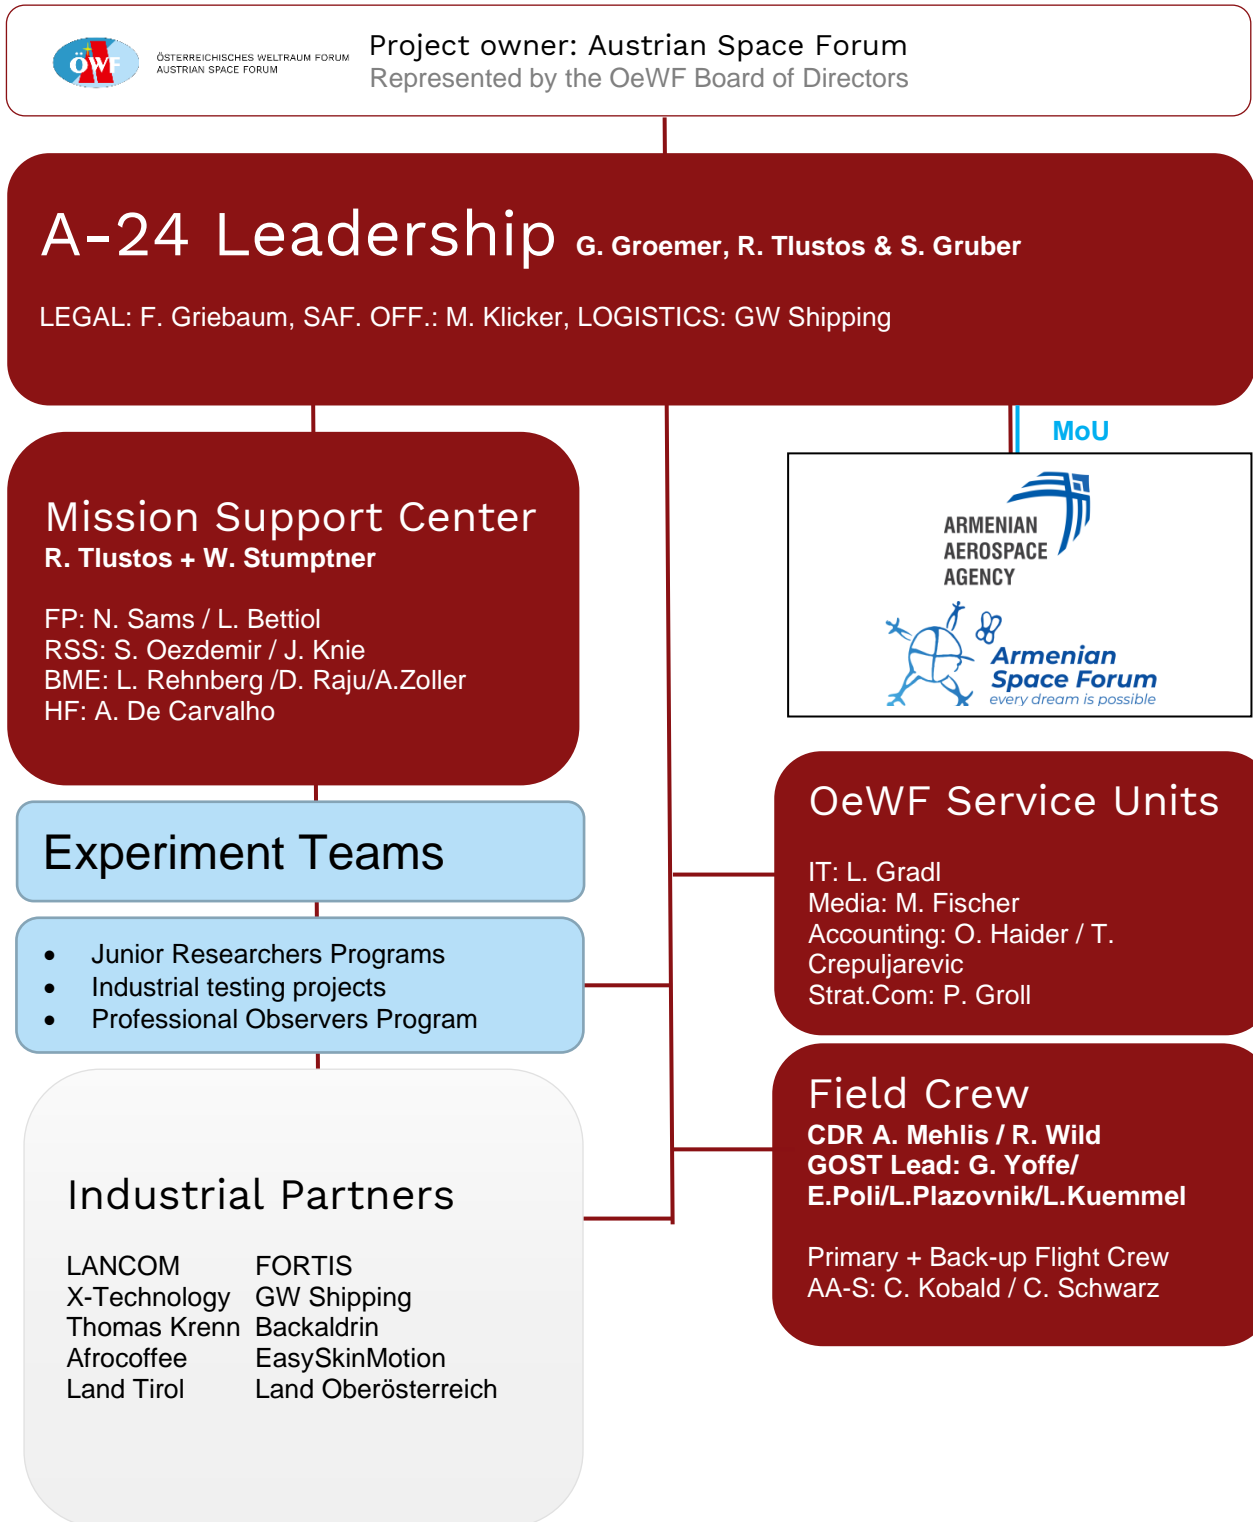 ÖWF
ÖSTERREICHISCHES WELTRAUM FORUM
AUSTRIAN SPACE FORUM
Project owner: Austrian Space Forum
Represented by the OeWF Board of Directors
A-24 Leadership G. Groemer, R. Tlustos & S. Gruber
LEGAL: F. Griebaum, SAF. OFF.: M. Klicker, LOGISTICS: GW Shipping
MoU
Mission Support Center
R. Tlustos + W. Stumptner
FP: N. Sams / L. Bettiol
RSS: S. Oezdemir / J. Knie
BME: L. Rehnberg /D. Raju/A.Zoller
HF: A. De Carvalho
ARMENIAN
AEROSPACE
AGENCY
Armenian
Space Forum
every dream is possible
Experiment Teams
• Junior Researchers Programs
• Industrial testing projects
• Professional Observers Program
OeWF Service Units
IT: L. Gradl
Media: M. Fischer
Accounting: O. Haider / T.
Crepuljarevic
Strat.Com: P. Groll
Field Crew
CDR A. Mehlis / R. Wild
GOST Lead: G. Yoffe/
E.Poli/L.Plazovnik/L.Kuemmel
Primary + Back-up Flight Crew
AA-S: C. Kobald / C. Schwarz
Industrial Partners
LANCOM FORTIS
X-Technology GW Shipping
Thomas Krenn Backaldrin
Afrocoffee EasySkinMotion
Land Tirol Land Oberösterreich